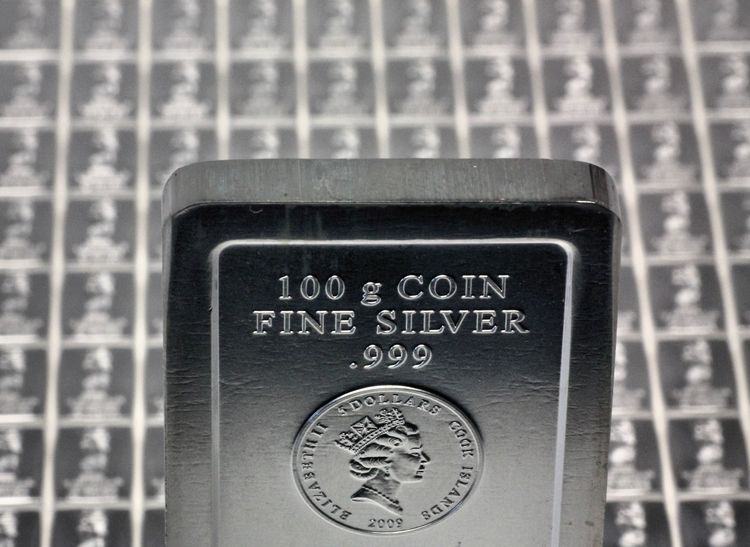 100 g COIN
FINE SILVER
.999
ELIZABETH II 5 DOLLARS COOK ISLANDS
2009